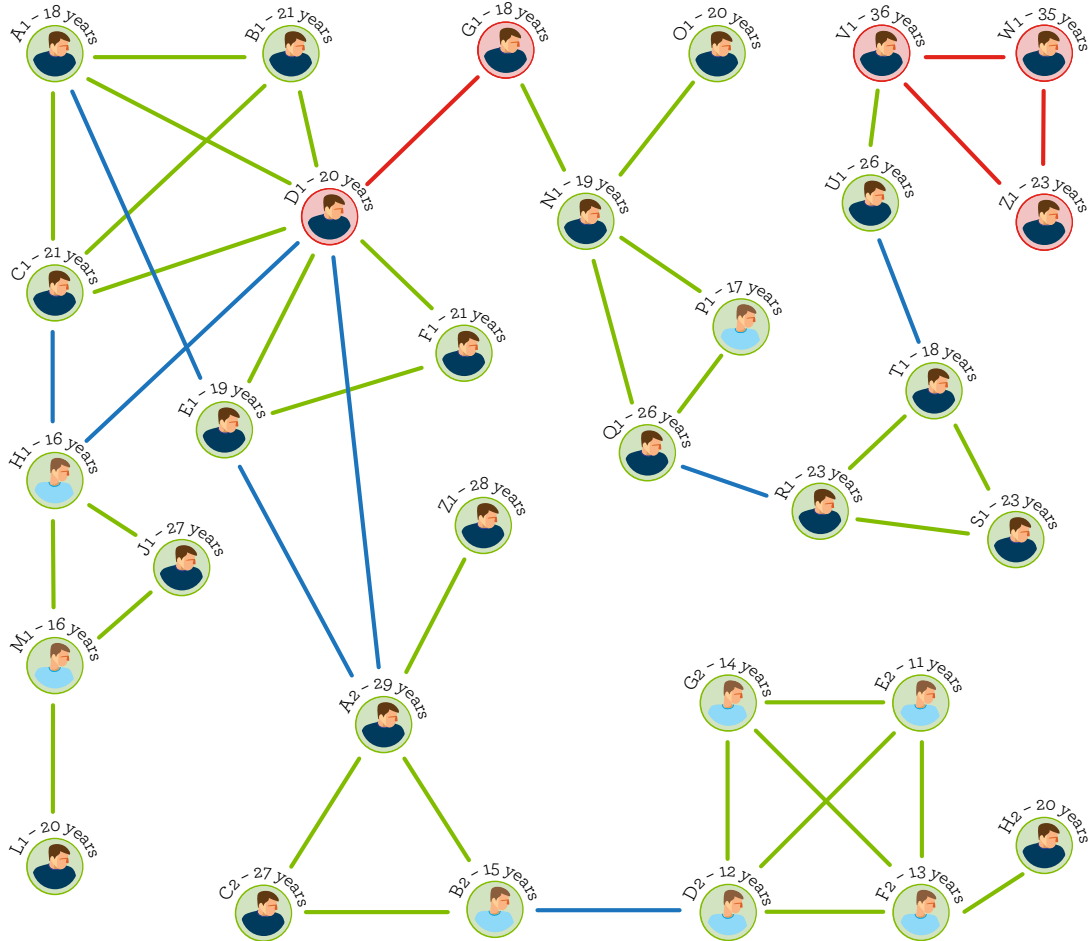 A1 - 18 years
B1 - 21 years
G1 - 18 years
O1 - 20 years
V1 - 36 years
W1 - 35 years
D1 - 20 years
N1 - 19 years
U1 - 26 years
Z1 - 23 years
C1 - 21 years
F1 - 21 years
P1 - 17 years
T1 - 18 years
E1 - 19 years
Q1 - 26 years
H1 - 16 years
R1 - 23 years
Z1 - 28 years
S1 - 23 years
J1 - 27 years
M1 - 16 years
A2 - 29 years
G2 - 14 years
E2 - 11 years
L1 - 20 years
C2 - 27 years
B2 - 15 years
D2 - 12 years
F2 - 13 years
H2 - 20 years